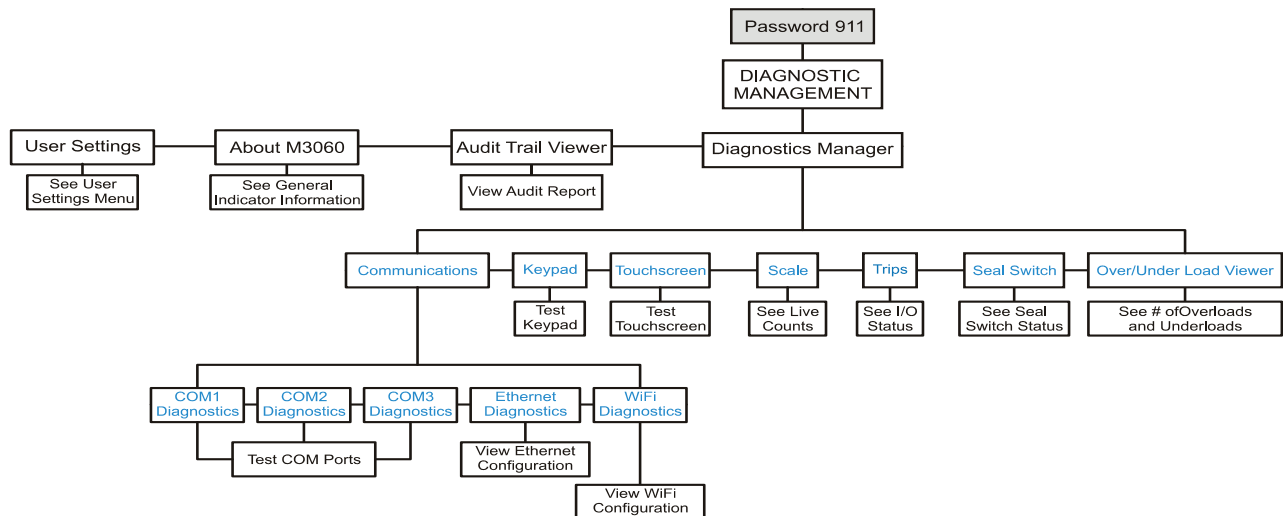 Password 911
DIAGNOSTIC
MANAGEMENT
User Settings
About M3060
Audit Trail Viewer
Diagnostics Manager
See User
Settings Menu
See General
Indicator Information
View Audit Report
Communications
Keypad
Touchscreen
Scale
Trips
Seal Switch
Over/Under Load Viewer
Test
Keypad
Test
Touchscreen
See Live
Counts
See I/O
Status
See Seal
Switch Status
See # ofOverloads
and Underloads
COM1
Diagnostics
COM2
Diagnostics
COM3
Diagnostics
Ethernet
Diagnostics
WiFi
Diagnostics
Test COM Ports
View Ethernet
Configuration
View WiFi
Configuration